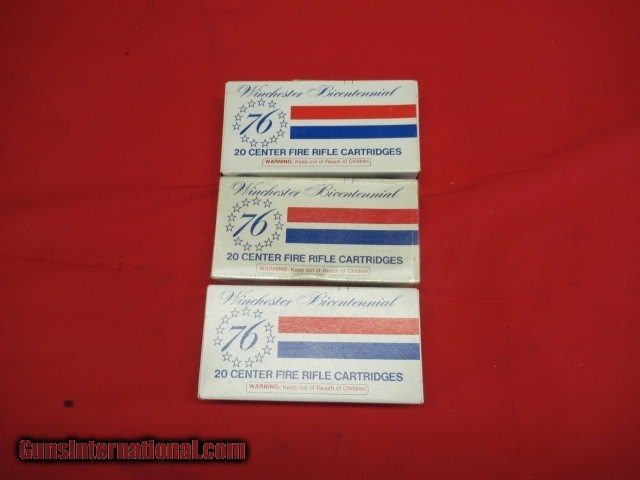 Winchester Bicentennial
76
20 CENTER FIRE RIFLE CARTRIDGES
WARNING: Keep out of Reach of Children
Winchester Bicentennial
76
20 CENTER FIRE RIFLE CARTRIDGES
WARNING: Keep out of Reach of Children
Winchester Bicentennial
76
20 CENTER FIRE RIFLE CARTRIDGES
WARNING: Keep out of Reach of Children
GunsInternational.com